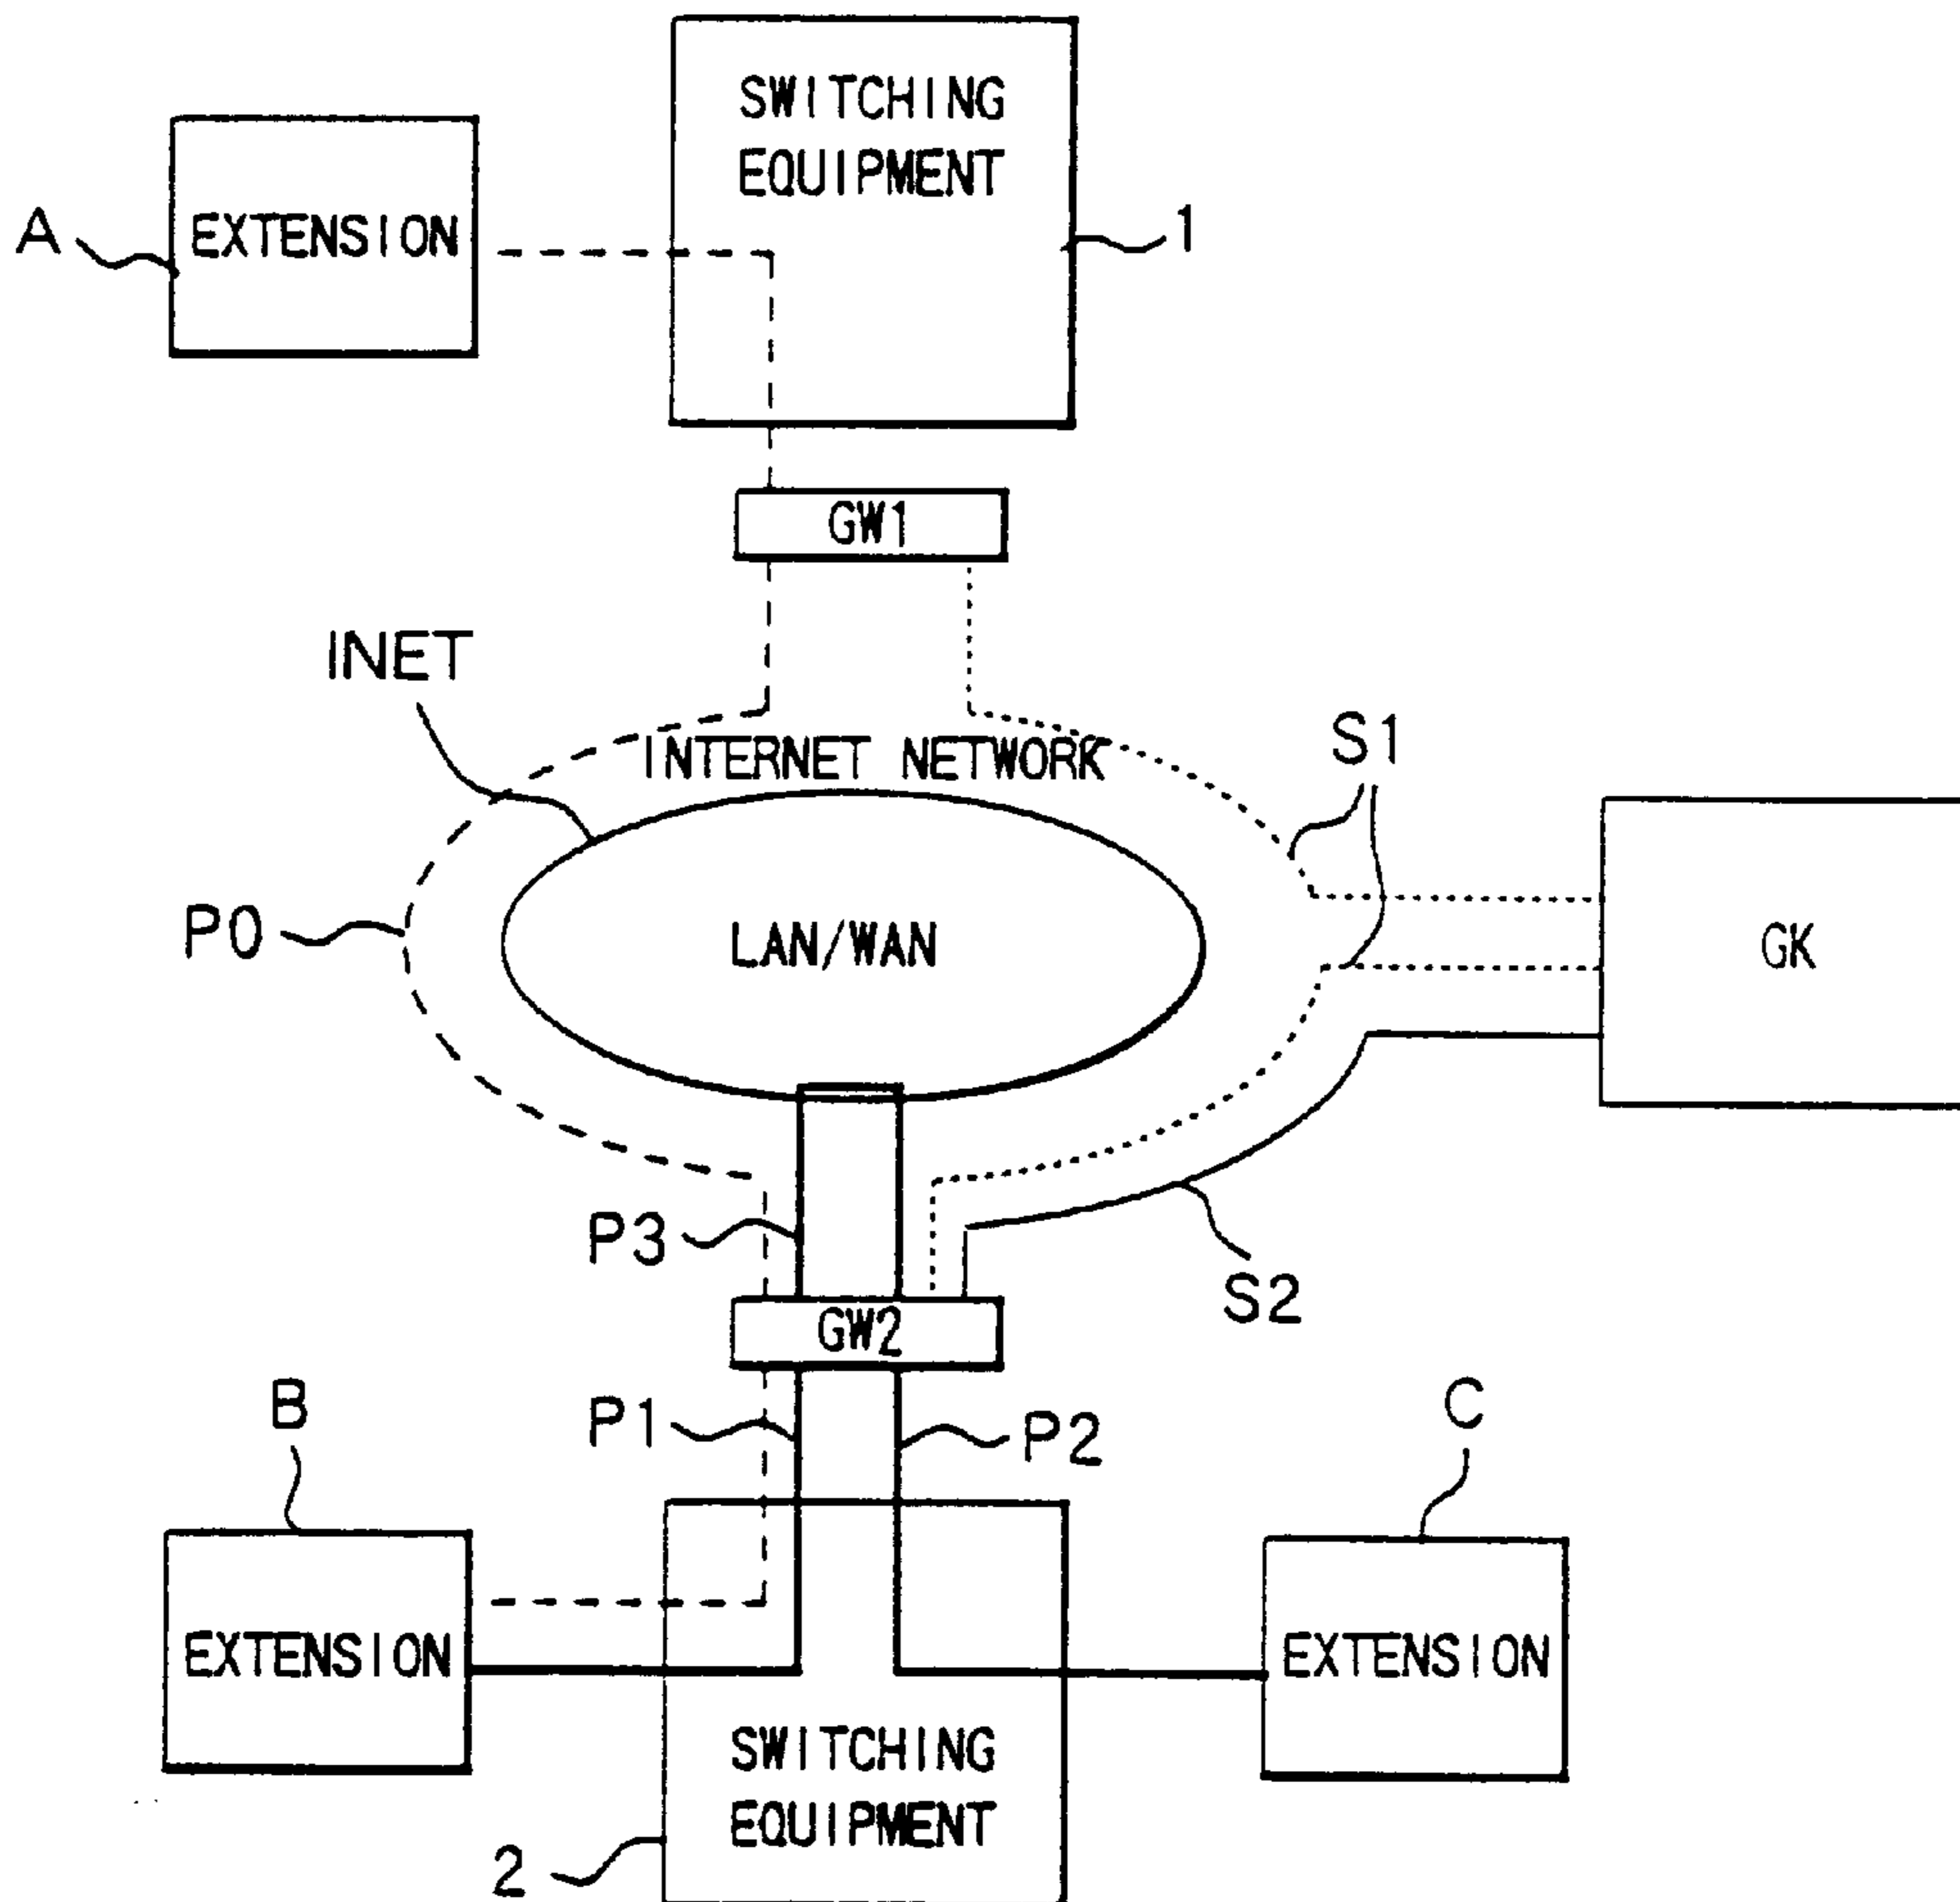 SWITCHING
EQUIPMENT
1
A
EXTENSION
GW1
INET
INTERNET NETWORK
S1
P0
LAN/WAN
GK
P3
S2
GW2
B
P1
P2
C
EXTENSION
EXTENSION
SWITCHING
EQUIPMENT
2